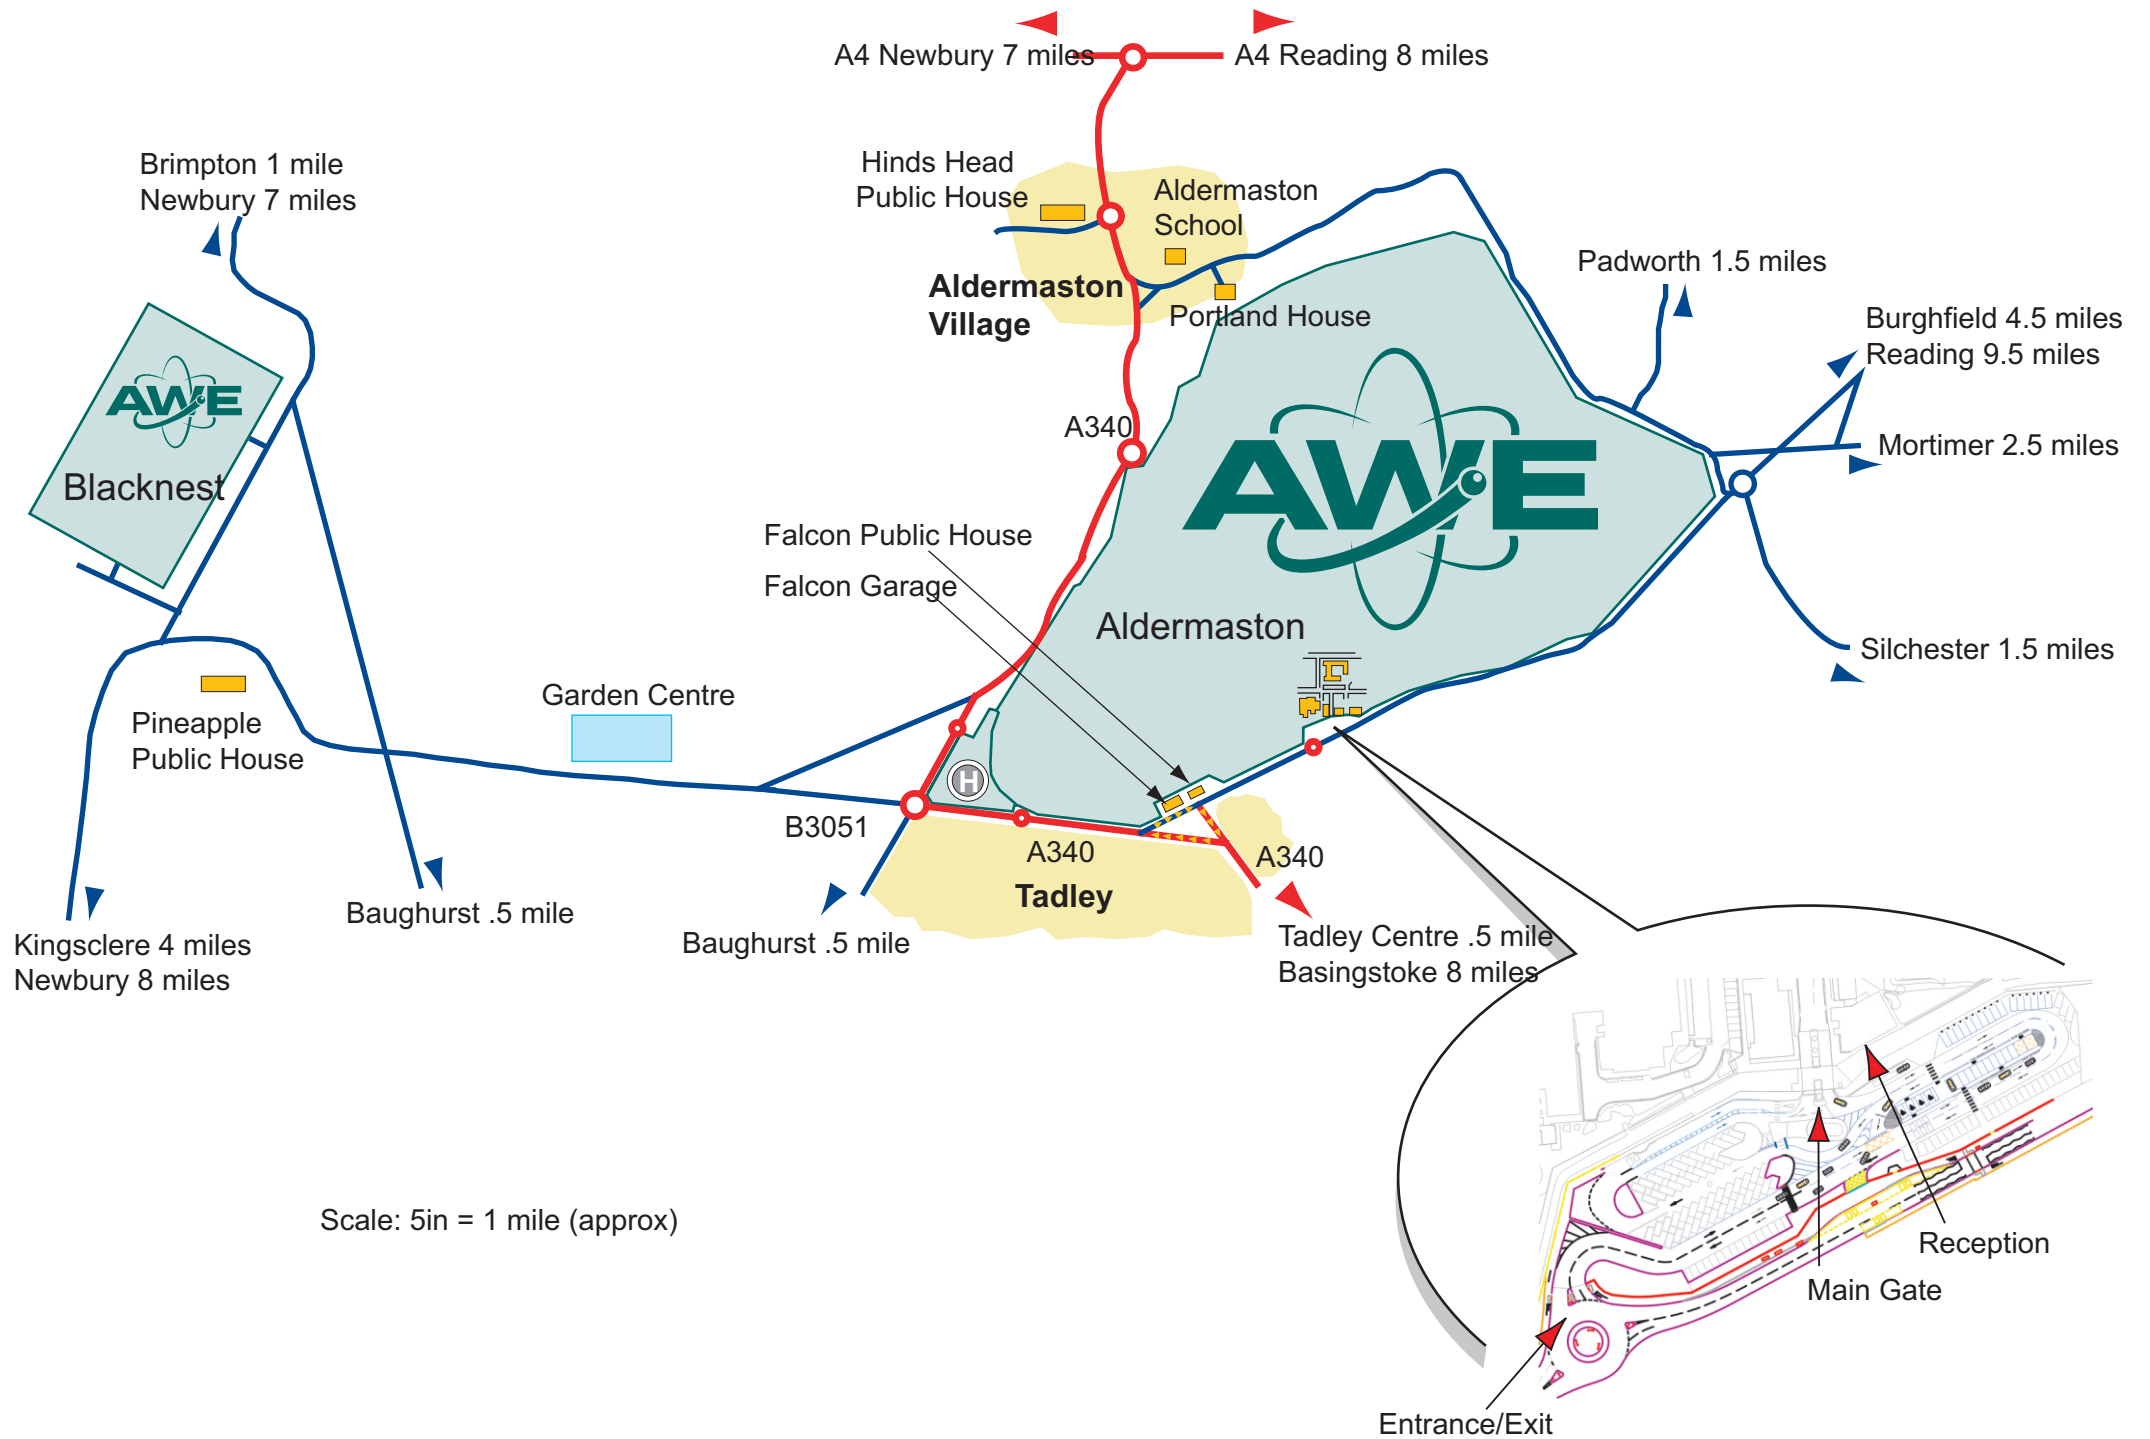 A4 Newbury 7 miles
A4 Reading 8 miles
Brimpton 1 mile
Newbury 7 miles
Hinds Head
Public House
Aldermaston
School
Aldermaston
Village
Portland House
Padworth 1.5 miles
Burghfield 4.5 miles
Reading 9.5 miles
AWE
Blacknest
A340
AWE
Mortimer 2.5 miles
Falcon Public House
Falcon Garage
Aldermaston
Silchester 1.5 miles
Garden Centre
Pineapple
Public House
H
B3051
A340
A340
Tadley
Baughurst .5 mile
Baughurst .5 mile
Kingsclere 4 miles
Newbury 8 miles
Tadley Centre .5 mile
Basingstoke 8 miles
Scale: 5in = 1 mile (approx)
Reception
Main Gate
Entrance/Exit